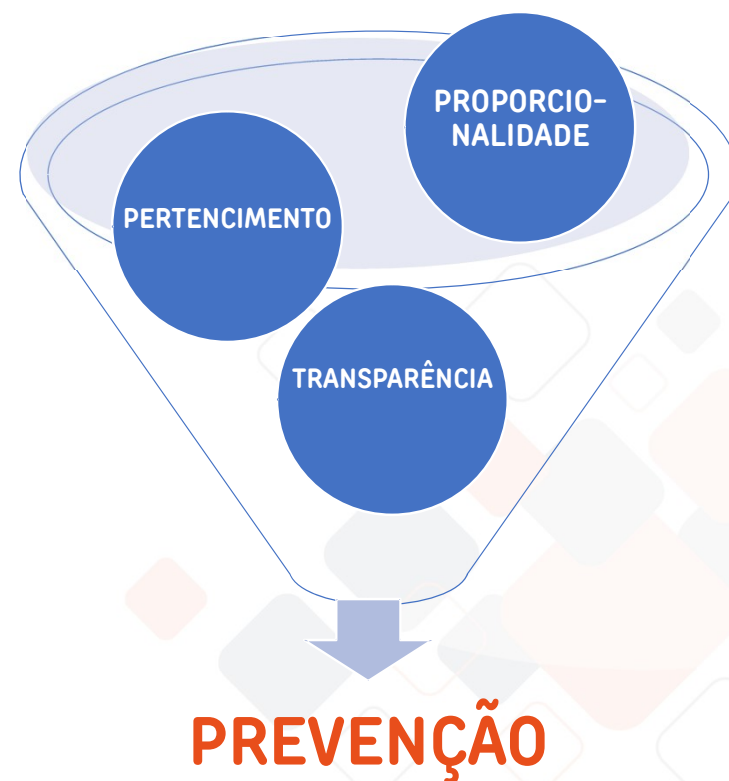 PROPORCIO-
NALIDADE
PERTENCIMENTO
TRANSPARÊNCIA
PREVENÇÃO